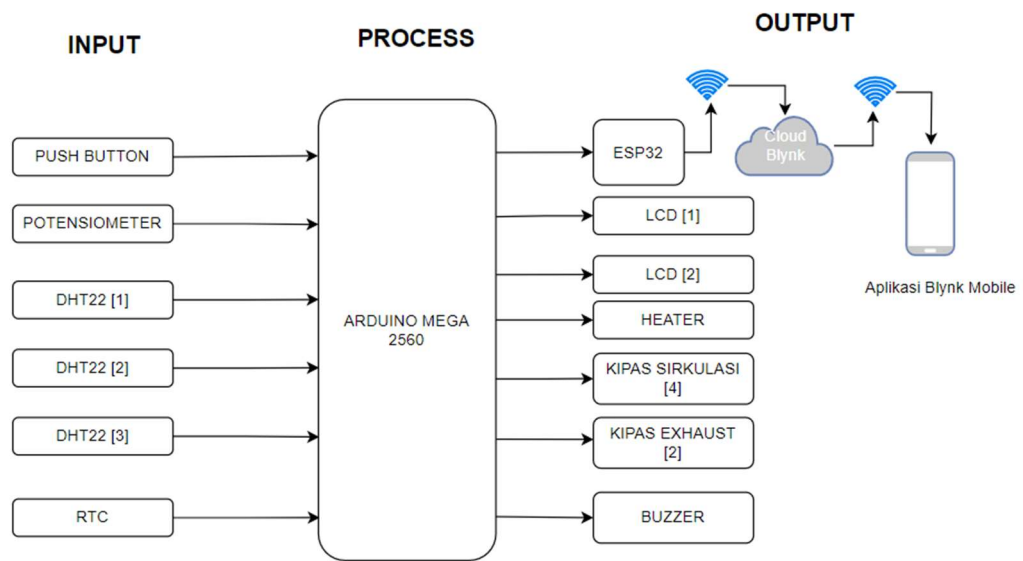 INPUT
PROCESS
OUTPUT
PUSH BUTTON
POTENSIOMETER
DHT22 [1]
DHT22 [2]
DHT22 [3]
RTC
ARDUINO MEGA
2560
ESP32
Cloud
Blynk
LCD [1]
LCD [2]
HEATER
KIPAS SIRKULASI
[4]
KIPAS EXHAUST
[2]
BUZZER
Aplikasi Blynk Mobile